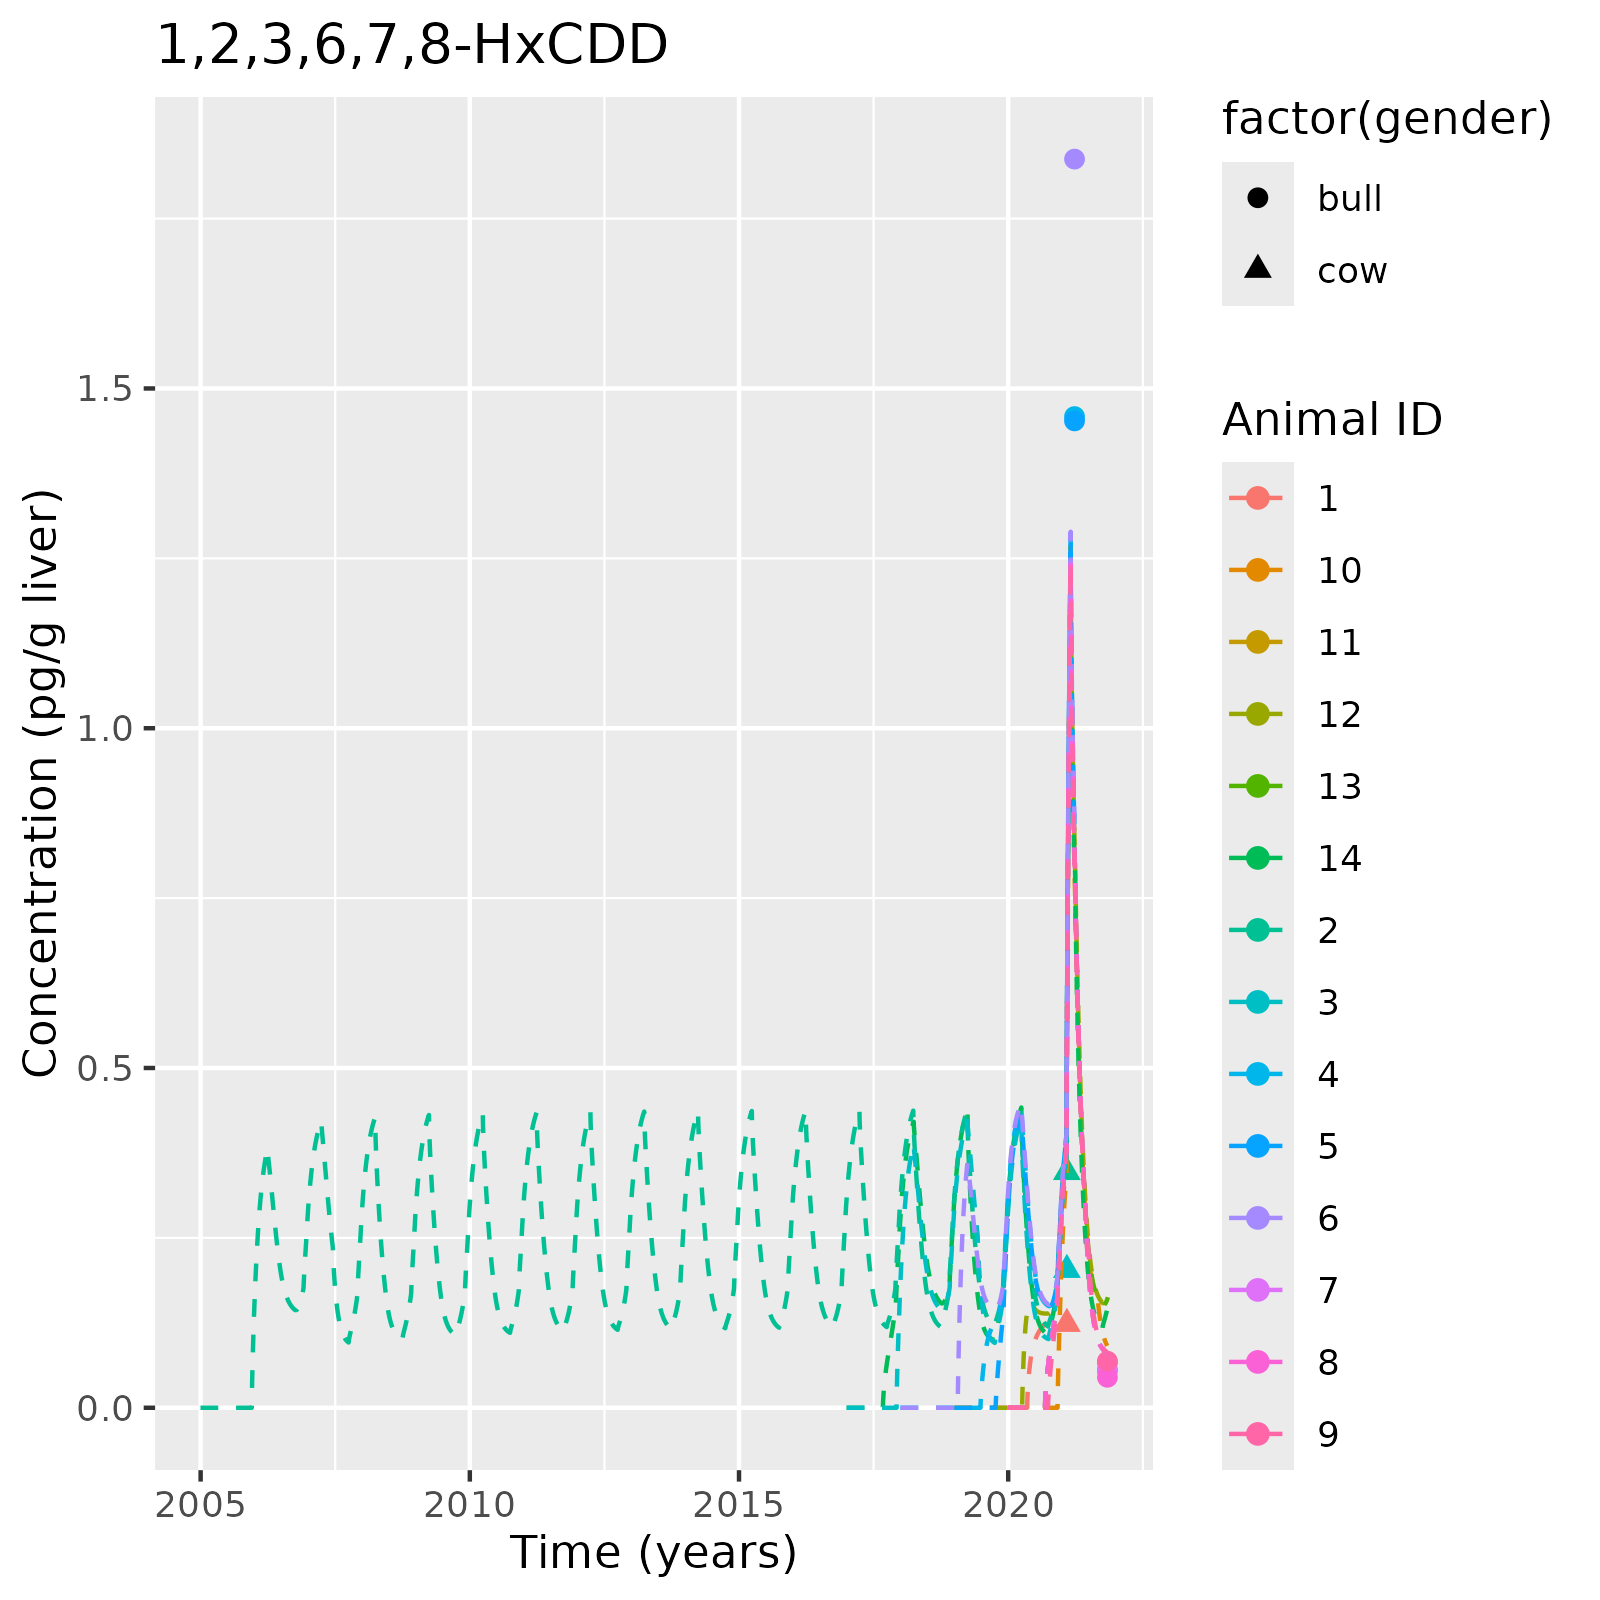 1,2,3,6,7,8-HxCDD
Concentration (pg/g liver)
1.5
1.0
0.5
0.0
2005 2010 2015 2020
Time (years)
factor(gender)
bull
cow
Animal ID
1
10
11
12
13
14
2
3
4
5
6
7
8
9